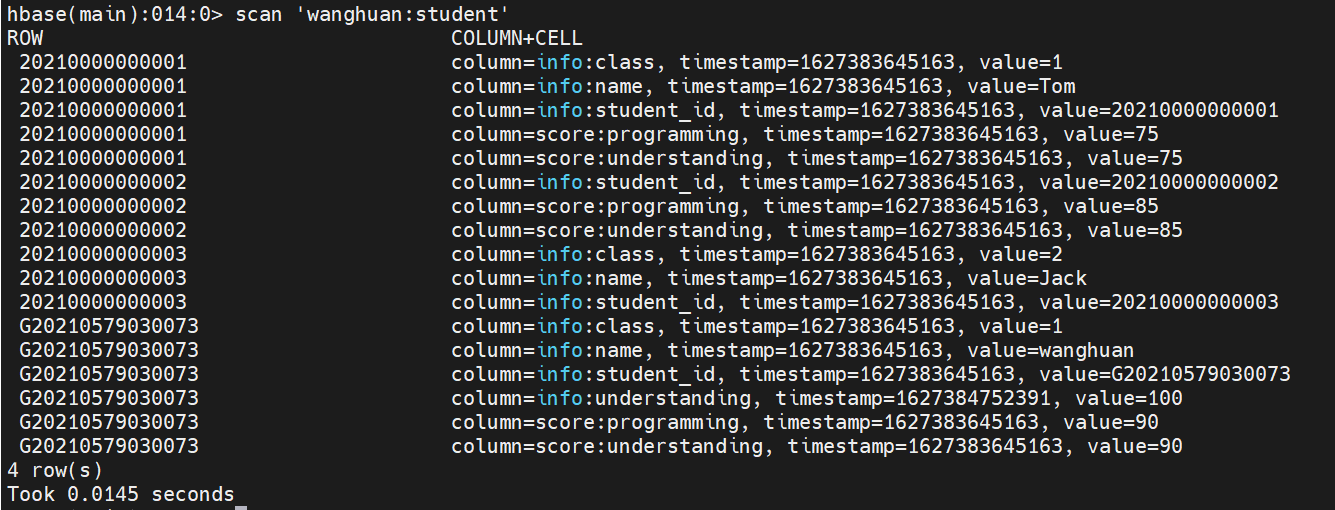 hbase(main):014:0> scan 'wanghuan:student'
ROW COLUMN+CELL
20210000000001 column=info:class, timestamp=1627383645163, value=1
20210000000001 column=info:name, timestamp=1627383645163, value=Tom
20210000000001 column=info:student_id, timestamp=1627383645163, value=20210000000001
20210000000001 column=score:programming, timestamp=1627383645163, value=75
20210000000001 column=score:understanding, timestamp=1627383645163, value=75
20210000000002 column=info:student_id, timestamp=1627383645163, value=20210000000002
20210000000002 column=score:programming, timestamp=1627383645163, value=85
20210000000002 column=score:understanding, timestamp=1627383645163, value=85
20210000000003 column=info:class, timestamp=1627383645163, value=2
20210000000003 column=info:name, timestamp=1627383645163, value=Jack
20210000000003 column=info:student_id, timestamp=1627383645163, value=20210000000003
G20210579030073 column=info:class, timestamp=1627383645163, value=1
G20210579030073 column=info:name, timestamp=1627383645163, value=wanghuan
G20210579030073 column=info:student_id, timestamp=1627383645163, value=G20210579030073
G20210579030073 column=info:understanding, timestamp=1627384752391, value=100
G20210579030073 column=score:programming, timestamp=1627383645163, value=90
G20210579030073 column=score:understanding, timestamp=1627383645163, value=90
4 row(s)
Took 0.0145 seconds